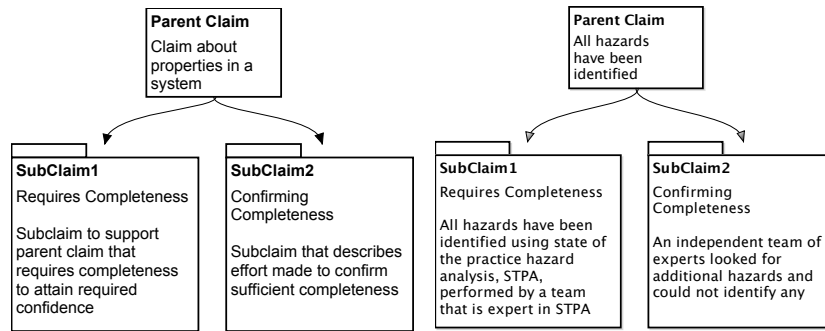 Parent Claim
Claim about
properties in a
system
SubClaim1
Requires Completeness
Subclaim to support
parent claim that
requires completeness
to attain required
confidence
SubClaim2
Confirming
Completeness
Subclaim that describes
effort made to confirm
sufficient completeness
Parent Claim
All hazards
have been
identified
SubClaim1
Requires Completeness
All hazards have been
identified using state of
the practice hazard
analysis, STPA,
performed by a team
that is expert in STPA
SubClaim2
Confirming
Completeness
An independent team of
experts looked for
additional hazards and
could not identify any